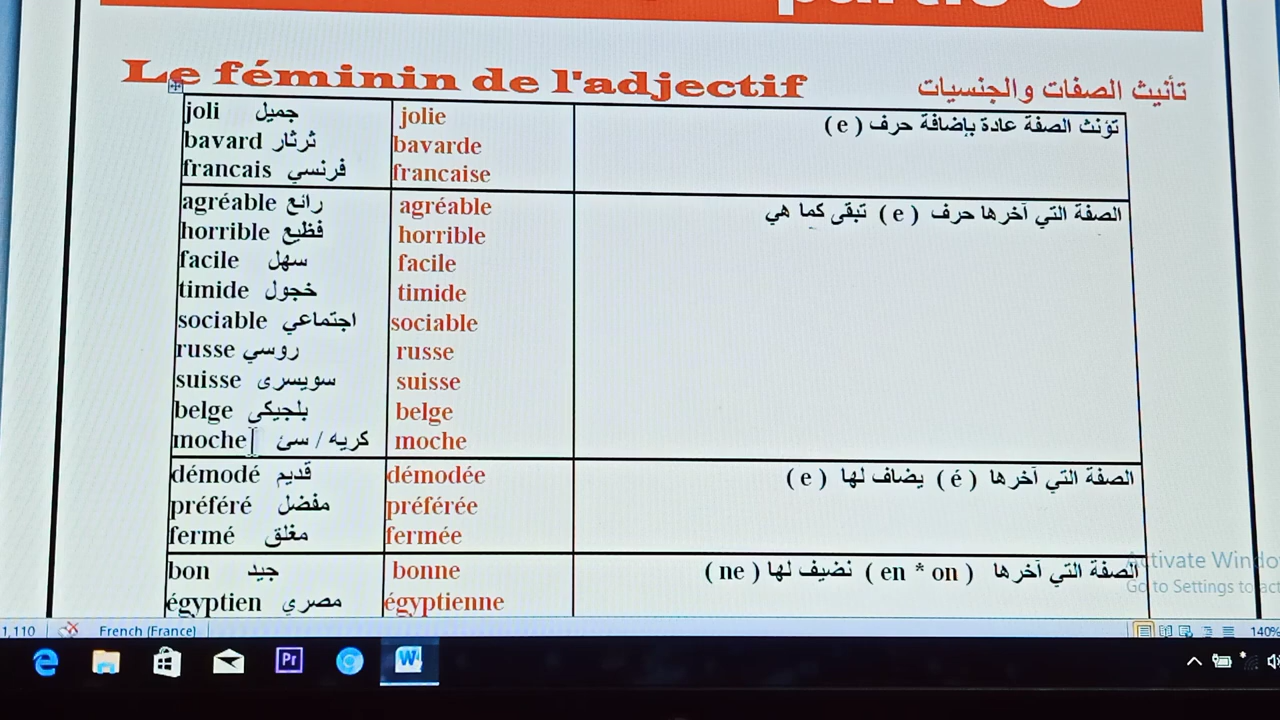 Le féminin de l'adjectif تأنيث الصفات والجنسيات
joli جميل jolie تؤنث الصفة عادة بإضافة حرف ( e )
bavard ثرثار bavarde
francais فرنسي francaise
agréable رائع agréable الصفة التي آخرها حرف ( e ) تبقى كما هي
horrible فظيع horrible
facile سهل facile
timide خجول timide
sociable اجتماعي sociable
russe روسي russe
suisse سويسرى suisse
belge بلجيكي belge
moche كريه / سئ moche
démodé قديم démodée الصفة التي آخرها ( é ) يضاف لها ( e )
préféré مفضل préférée
fermé مغلق fermée
bon جيد bonne الصفة التي آخرها ( en * on ) نضيف لها ( ne )
égyptien مصري égyptienne
Activate Windo
Go to Settings to act
1,110 French (France) 140%
Pr
W